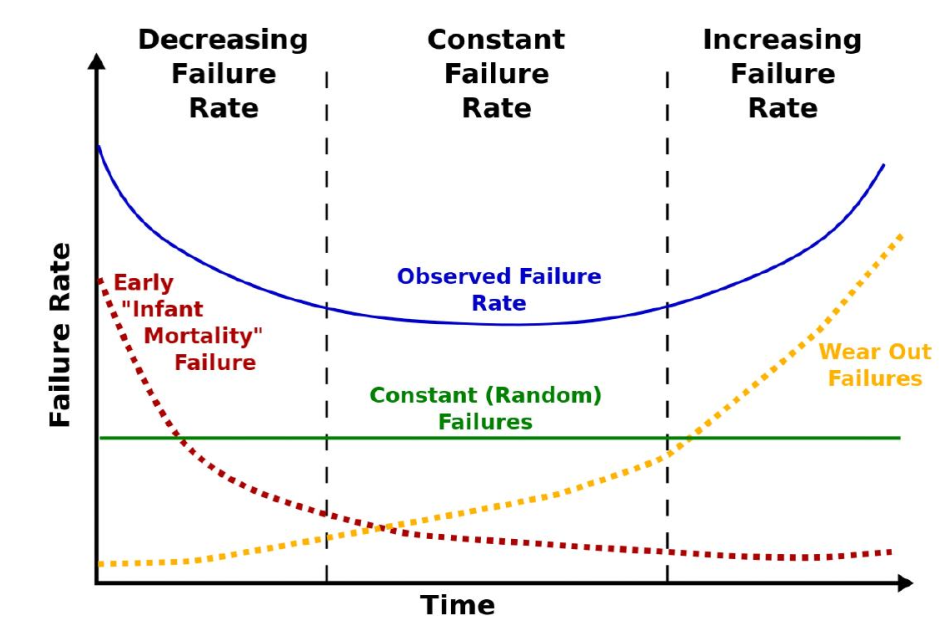 Decreasing
Failure
Rate
Constant
Failure
Rate
Increasing
Failure
Rate
Early
"Infant
Mortality"
Failure
Observed Failure
Rate
Constant (Random)
Failures
Wear Out
Failures
Failure Rate
Time